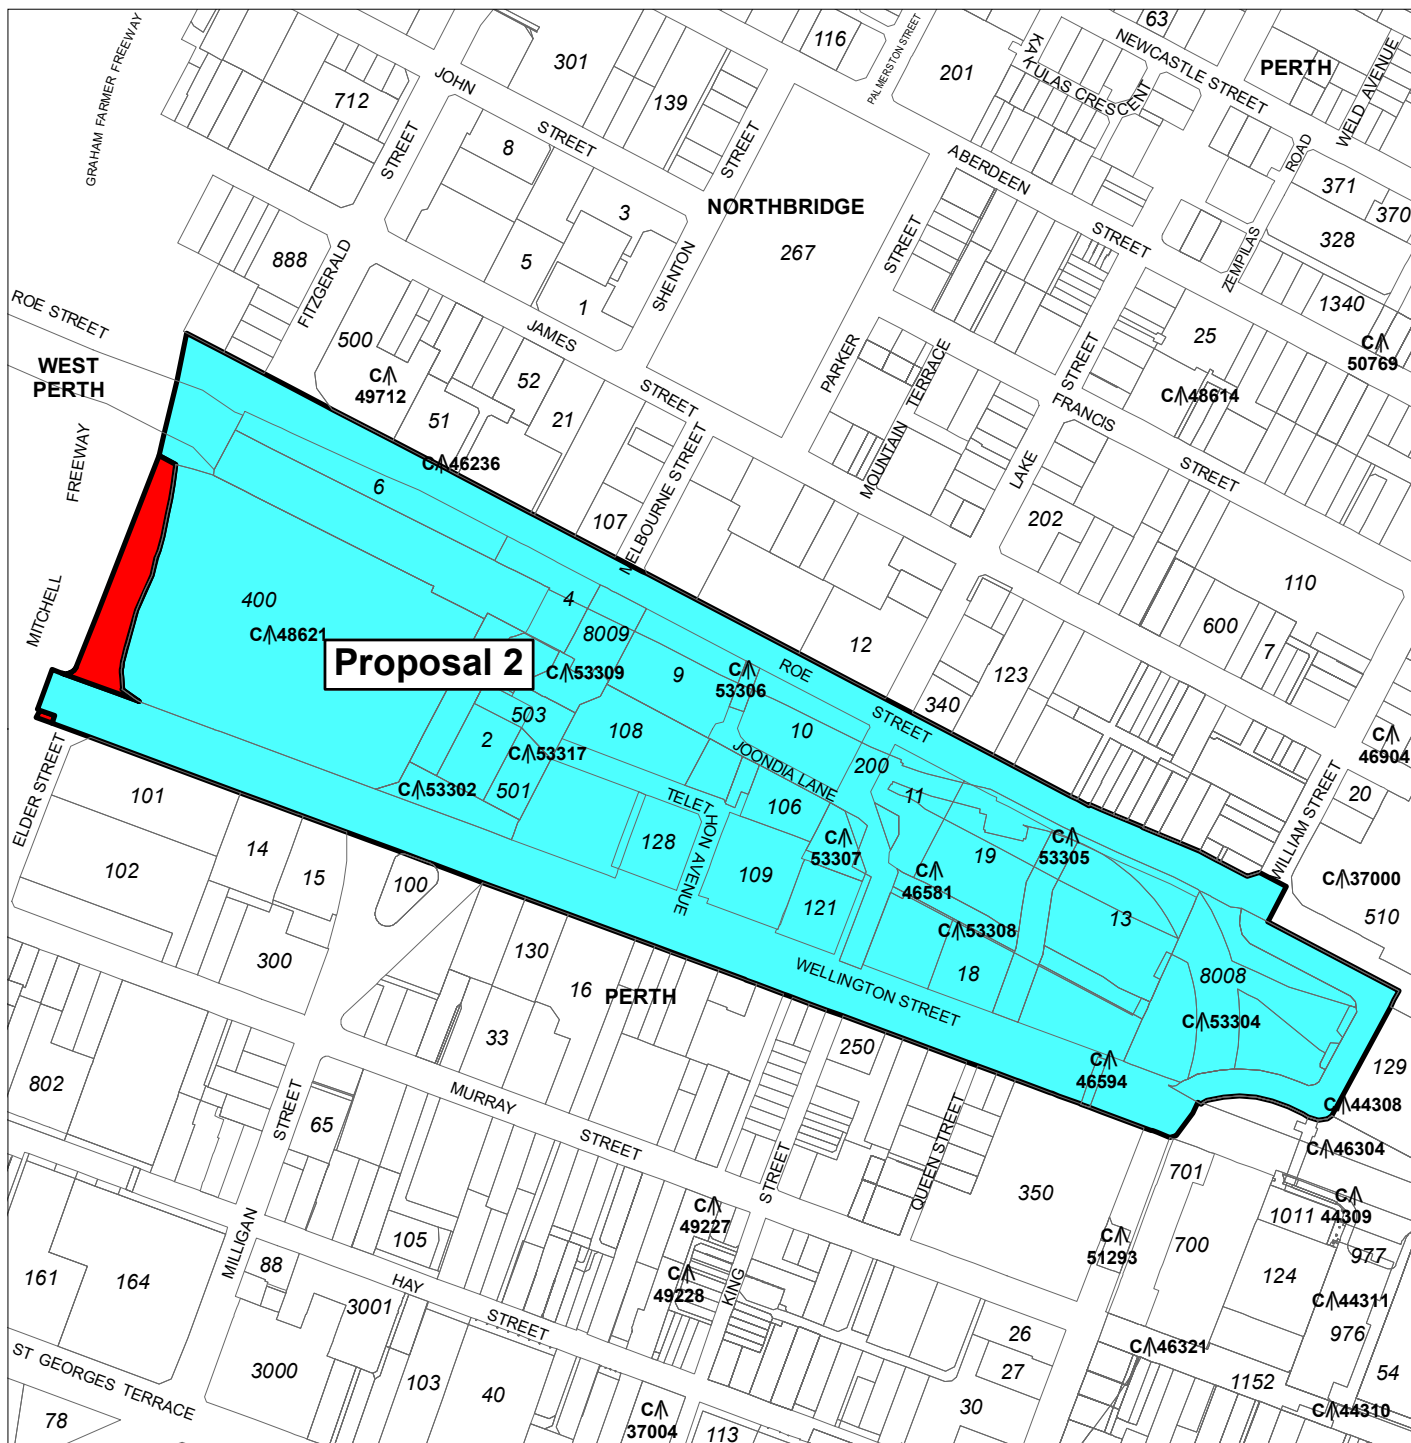 63
NEWCASTLE STREET
116
PALMERSTON STREET
KAKULAS CRESCENT
PERTH
WELD AVENUE
GRAHAM FARMER FREEWAY
301
201
JOHN
STREET
712
139
STREET
8
STREET
ABERDEEN
STREET
ROAD
ZEMPILAS
371
370
NORTHBRIDGE
3
328
267
STREET
PARKER
888
FITZGERALD
5
SHENTON
1
1340
ROE STREET
500
JAMES
STREET
25
C/\
50769
WEST
PERTH
C/\
49712
52
MOUNTAIN TERRACE
STREET
LAKE
C/\48614
51
21
FRANCIS
STREET
C/\46236
FREEWAY
MITCHELL
6
MELBOURNE STREET
107
202
110
400
4
C/\48621
8009
600
Proposal 2
C/\53309
9
C/\
53306
ROE
STREET
12
7
123
340
503
108
10
2
C/\53317
C/\
46904
JOONDIA LANE
200
ELDER STREET
101
C/\53302
501
TELETHON AVENUE
11
WILLIAM STREET
20
106
14
128
C/\
53307
C/\
53305
19
102
15
100
109
C/\
46581
C/\37000
121
13
510
300
130
C/\53308
16
PERTH
WELLINGTON STREET
18
8008
C/\53304
33
250
C/\
46594
129
802
MURRAY
STREET
C/\44308
65
STREET
MILLIGAN
STREET
KING
QUEEN STREET
C/\46304
701
350
C/\
49227
C/\
44309
1011
105
C/\
51293
700
977
161
164
88
HAY
STREET
C/\
49228
124
3001
C/\44311
976
26
C/\46321
ST GEORGES TERRACE
3000
27
103
40
1152
54
78
C/\
37004
30
C/\44310
113